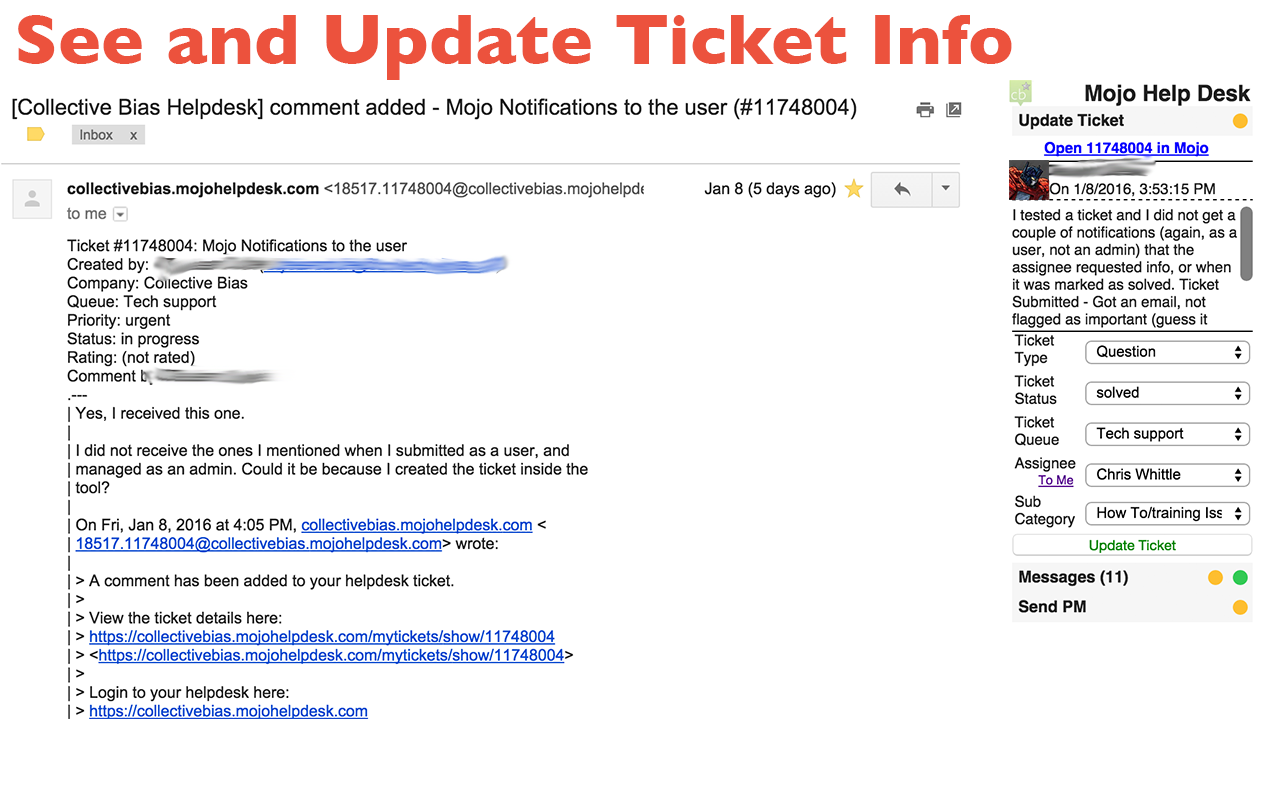 See and Update Ticket Info
[Collective Bias Helpdesk] comment added - Mojo Notifications to the user (#11748004)
Inbox x
collectivebias.mojohelpdesk.com <18517.11748004@collectivebias.mojohelpde
Jan 8 (5 days ago)
to me
Ticket #11748004: Mojo Notifications to the user
Created by:
Company: Collective Bias
Queue: Tech support
Priority: urgent
Status: in progress
Rating: (not rated)
Comment
.---
| Yes, I received this one.
|
| I did not receive the ones I mentioned when I submitted as a user, and
| managed as an admin. Could it be because I created the ticket inside the
| tool?
|
| On Fri, Jan 8, 2016 at 4:05 PM, collectivebias.mojohelpdesk.com <
| 18517.11748004@collectivebias.mojohelpdesk.com> wrote:
|
| > A comment has been added to your helpdesk ticket.
| >
| > View the ticket details here:
| > https://collectivebias.mojohelpdesk.com/mytickets/show/11748004
| > <https://collectivebias.mojohelpdesk.com/mytickets/show/11748004>
| >
| > Login to your helpdesk here:
| > https://collectivebias.mojohelpdesk.com
cb
Mojo Help Desk
Update Ticket
Open 11748004 in Mojo
On 1/8/2016, 3:53:15 PM
I tested a ticket and I did not get a
couple of notifications (again, as a
user, not an admin) that the
assignee requested info, or when
it was marked as solved. Ticket
Submitted - Got an email, not
flagged as important (guess it
Ticket
Type
Question
Ticket
Status
solved
Ticket
Queue
Tech support
Assignee
To Me
Chris Whittle
Sub
Category
How To/training Iss
Update Ticket
Messages (11)
Send PM